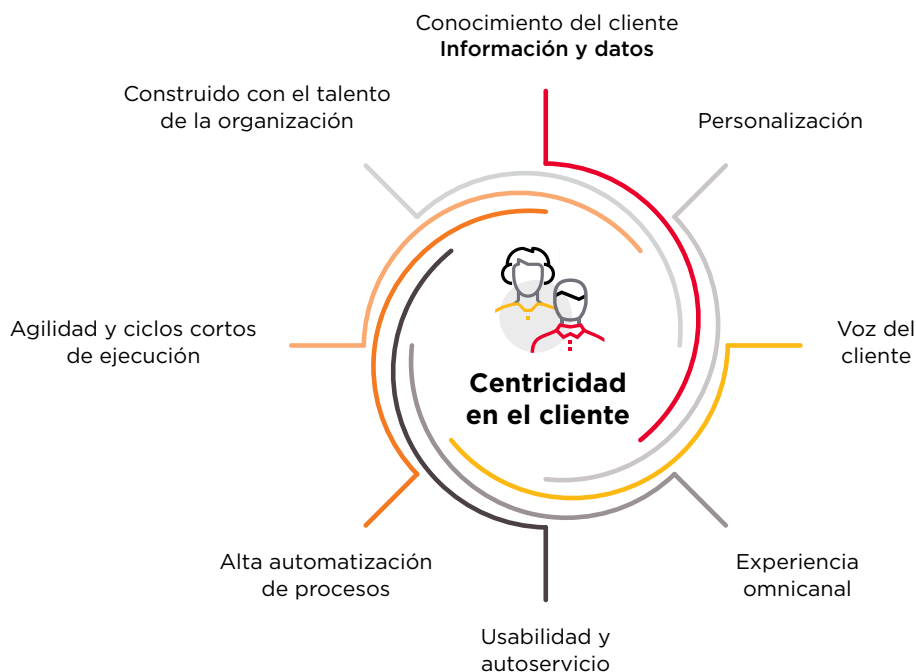 Conocimiento del cliente
Información y datos
Construido con el talento
de la organización
Personalización
Agilidad y ciclos cortos
de ejecución
Voz del
cliente
Centricidad
en el cliente
Alta automatización
de procesos
Experiencia
omnicanal
Usabilidad y
autoservicio